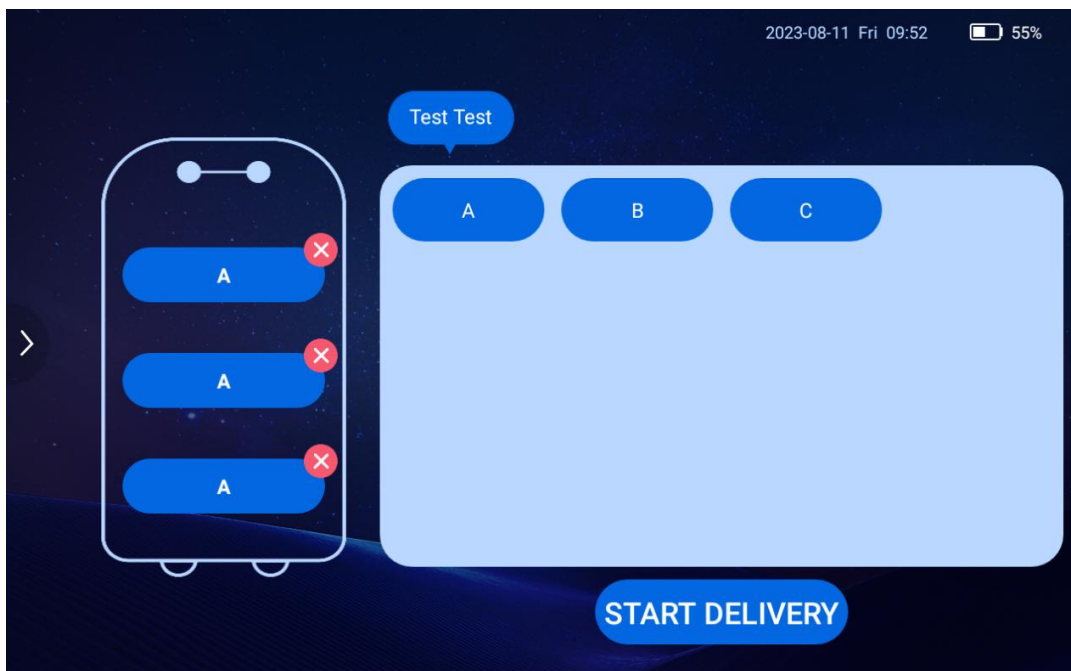 2023-08-11 Fri 09:52 55%
Test Test
A B C
A
A
A
START DELIVERY